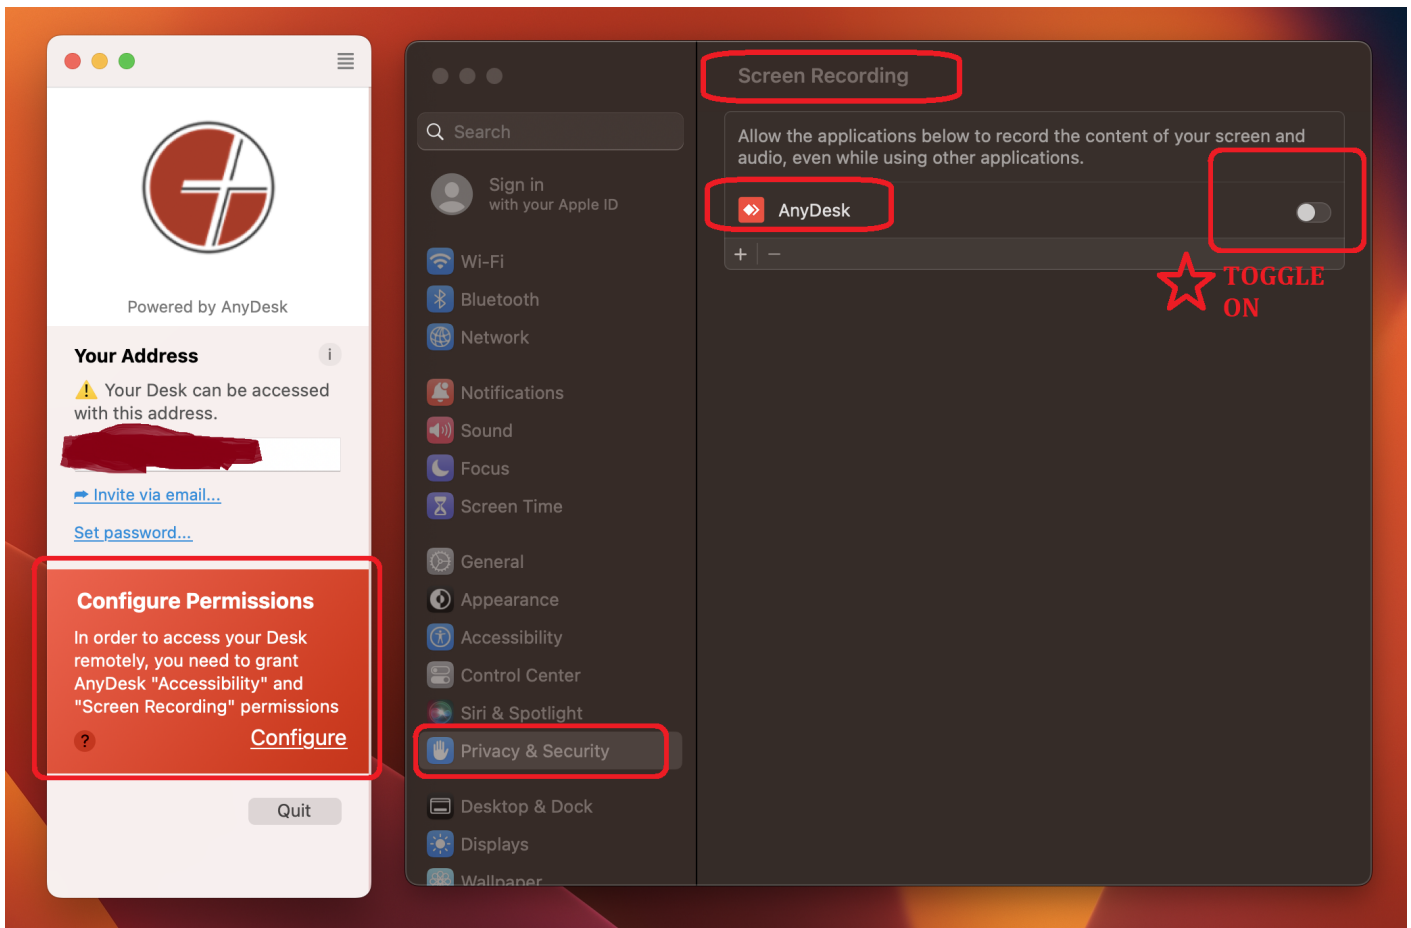 Powered by AnyDesk
Your Address
i
Your Desk can be accessed
with this address.
Invite via email...
Set password...
Configure Permissions
In order to access your Desk
remotely, you need to grant
AnyDesk "Accessibility" and
"Screen Recording" permissions
?
Configure
Quit
Search
Sign in
with your Apple ID
Wi-Fi
Bluetooth
Network
Notifications
Sound
Focus
Screen Time
General
Appearance
Accessibility
Control Center
Siri & Spotlight
Privacy & Security
Desktop & Dock
Displays
Wallpaper
Screen Recording
Allow the applications below to record the content of your screen and
audio, even while using other applications.
AnyDesk
+ −
TOGGLE
ON